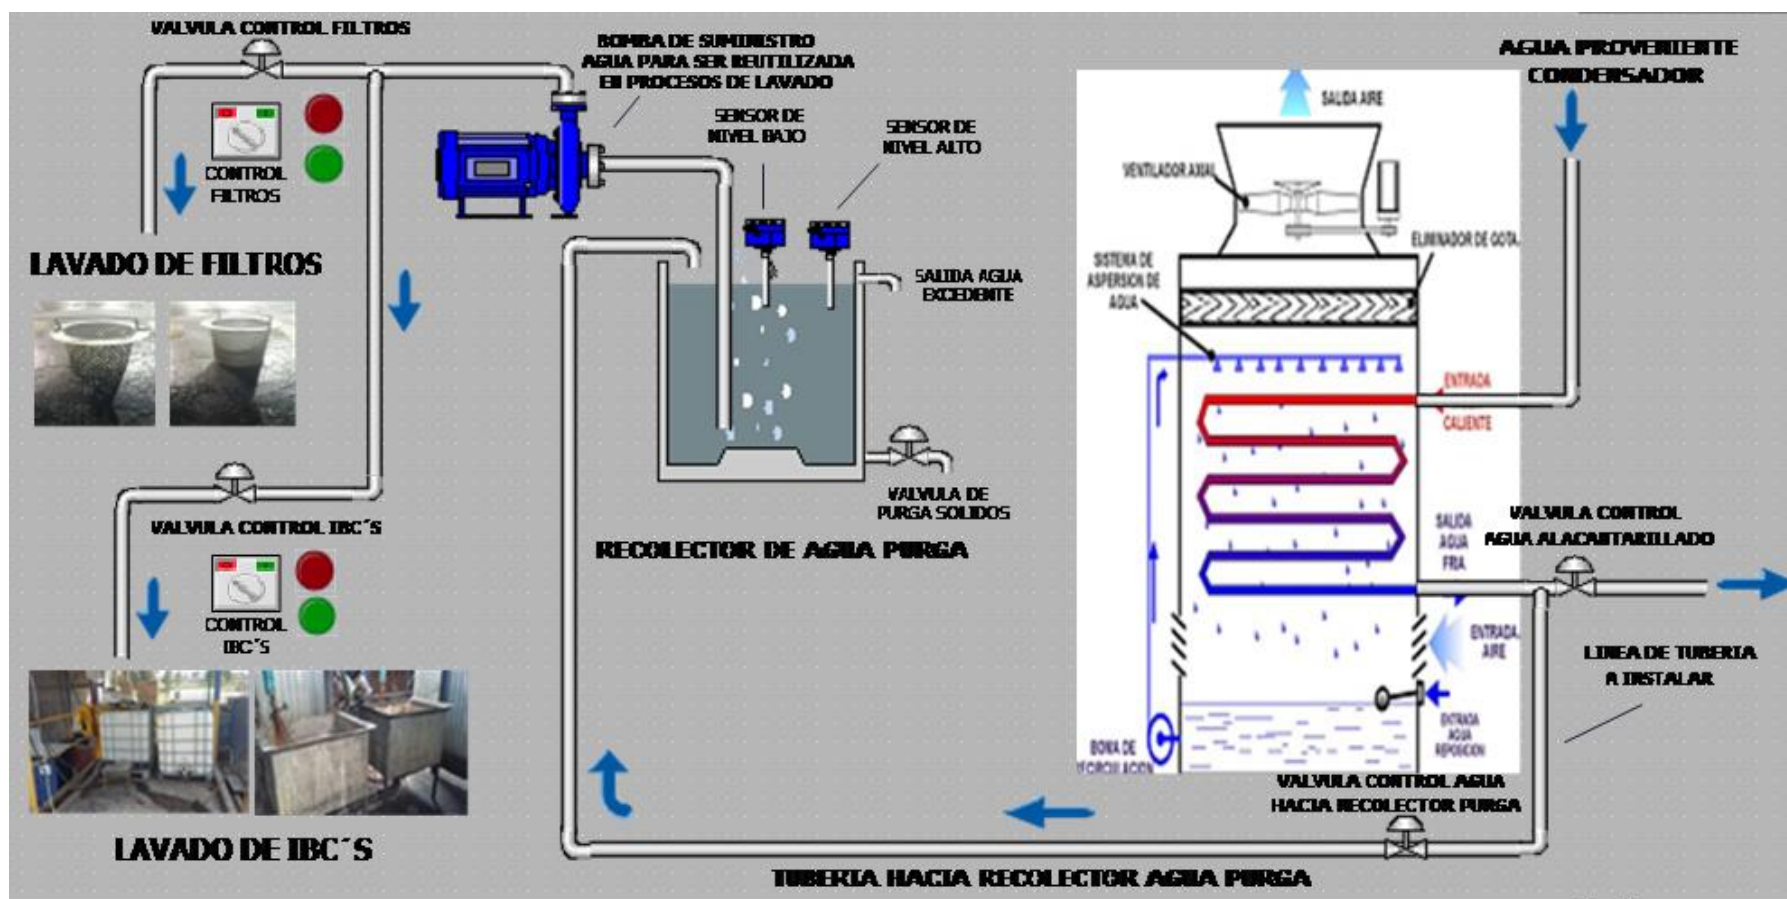 VALVULA CONTROL FILTROS
BOMBA DE SUMINISTRO
AGUA PARA SER REUTILIZADA
EN PROCESOS DE LAVADO
CONTROL
FILTROS
LAVADO DE FILTROS
SENSOR DE
NIVEL BAJO
SENSOR DE
NIVEL ALTO
SALIDA AGUA
EXCEDENTE
VALVULA DE
PURGA SOLIDOS
RECOLECTOR DE AGUA PURGA
VALVULA CONTROL IBC´S
CONTROL
IBC´S
LAVADO DE IBC´S
AGUA PROVENIENTE
CONDENSADOR
SALIDA AIRE
VENTILADOR AXIAL
ELIMINADOR DE GOTA.
SISTEMA DE
ASPERSION DE
AGUA
ENTRADA
CALIENTE
SALIDA
AGUA
FRIA
VALVULA CONTROL
AGUA ALACANTARILLADO
ENTRADA.
AIRE
LINEA DE TUBERIA
A INSTALAR
ENTRADA
AGUA
REPOSICION
BOMA DE
RECIRCULACION
VALVULA CONTROL AGUA
HACIA RECOLECTOR PURGA
TUBERIA HACIA RECOLECTOR AGUA PURGA